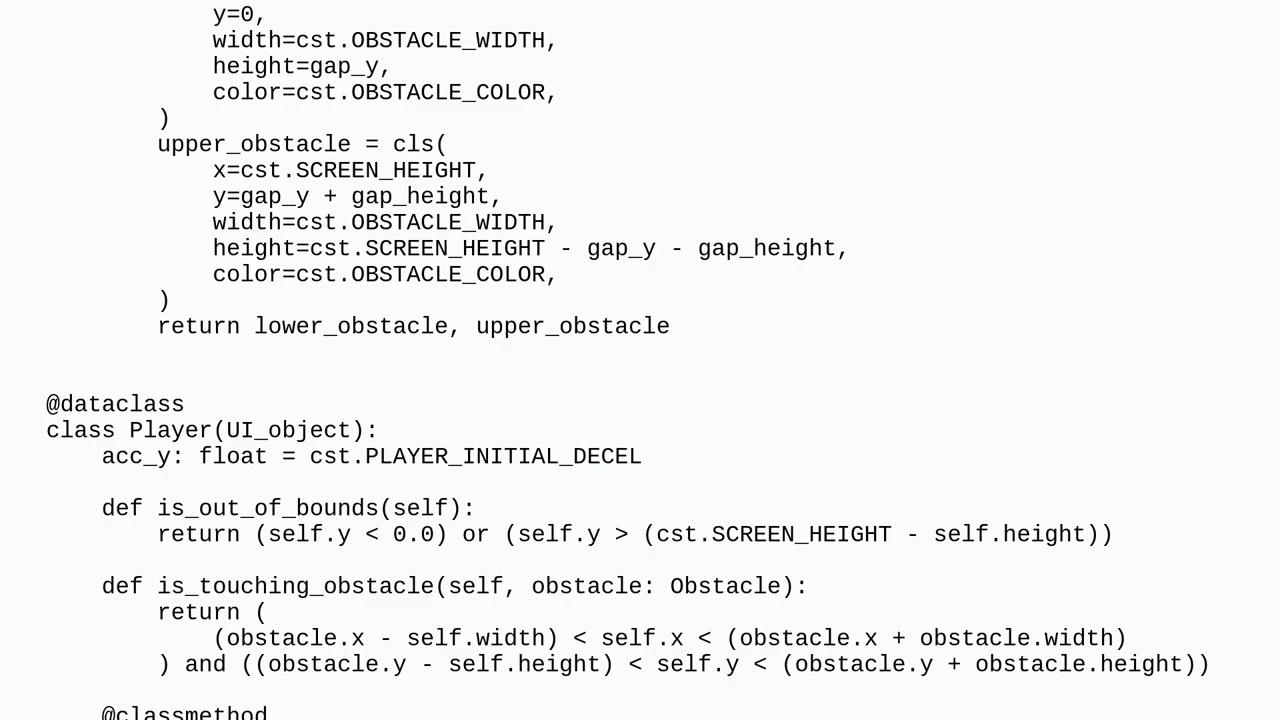 y=0,
            width=cst.OBSTACLE_WIDTH,
            height=gap_y,
            color=cst.OBSTACLE_COLOR,
        )
        upper_obstacle = cls(
            x=cst.SCREEN_HEIGHT,
            y=gap_y + gap_height,
            width=cst.OBSTACLE_WIDTH,
            height=cst.SCREEN_HEIGHT - gap_y - gap_height,
            color=cst.OBSTACLE_COLOR,
        )
        return lower_obstacle, upper_obstacle


@dataclass
class Player(UI_object):
    acc_y: float = cst.PLAYER_INITIAL_DECEL

    def is_out_of_bounds(self):
        return (self.y < 0.0) or (self.y > (cst.SCREEN_HEIGHT - self.height))

    def is_touching_obstacle(self, obstacle: Obstacle):
        return (
            (obstacle.x - self.width) < self.x < (obstacle.x + obstacle.width)
        ) and ((obstacle.y - self.height) < self.y < (obstacle.y + obstacle.height))

    @classmethod